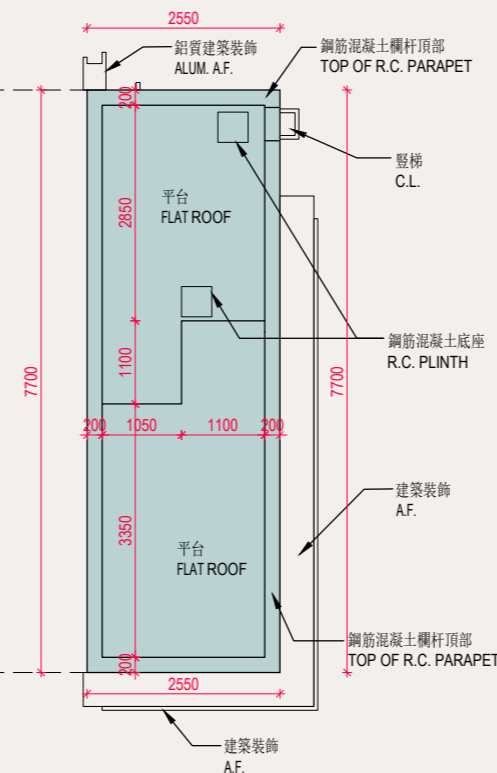 2550
鋁質建築裝飾
ALUM. A.F.
鋼筋混凝土欄杆頂部
TOP OF R.C. PARAPET
200
豎梯
C.L.
平台
FLAT ROOF
2850
鋼筋混凝土底座
R.C. PLINTH
1100
7700
7700
200
1050
1100
200
建築裝飾
A.F.
3350
平台
FLAT ROOF
鋼筋混凝土欄杆頂部
TOP OF R.C. PARAPET
200
2550
建築裝飾
A.F.